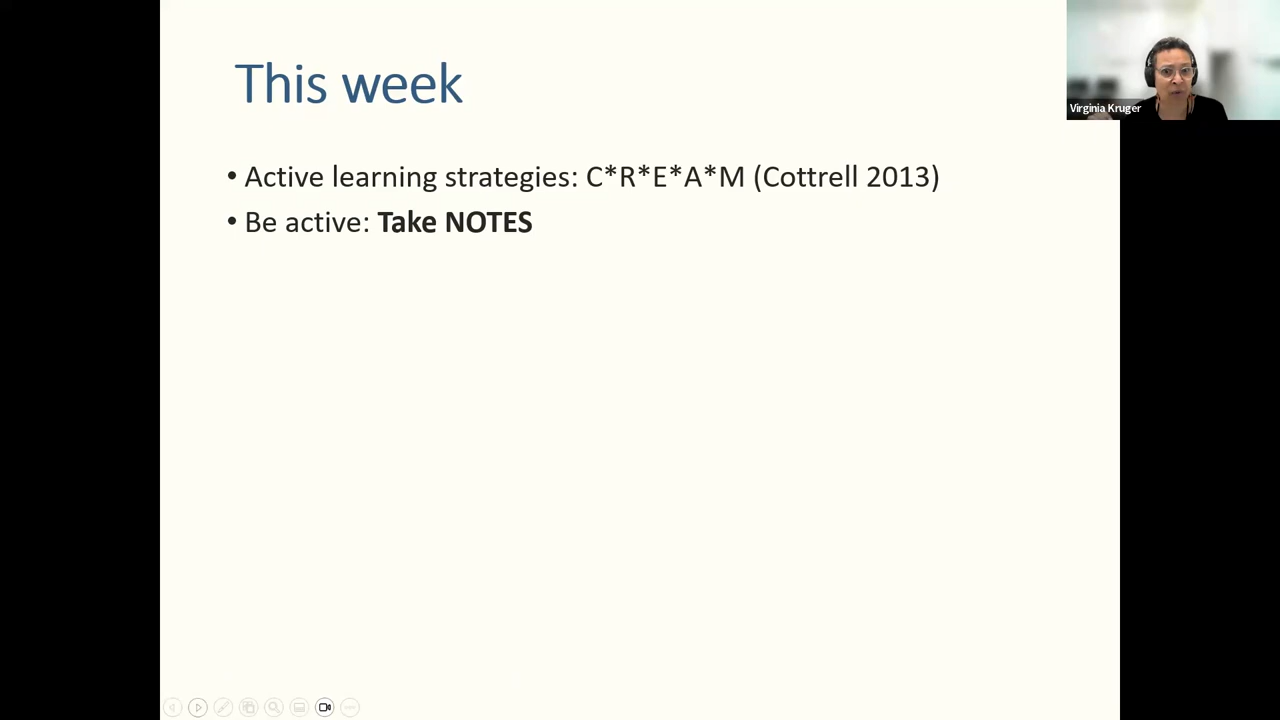 This week
Virginia Kruger
• Active learning strategies: C*R*E*A*M (Cottrell 2013)
• Be active: Take NOTES